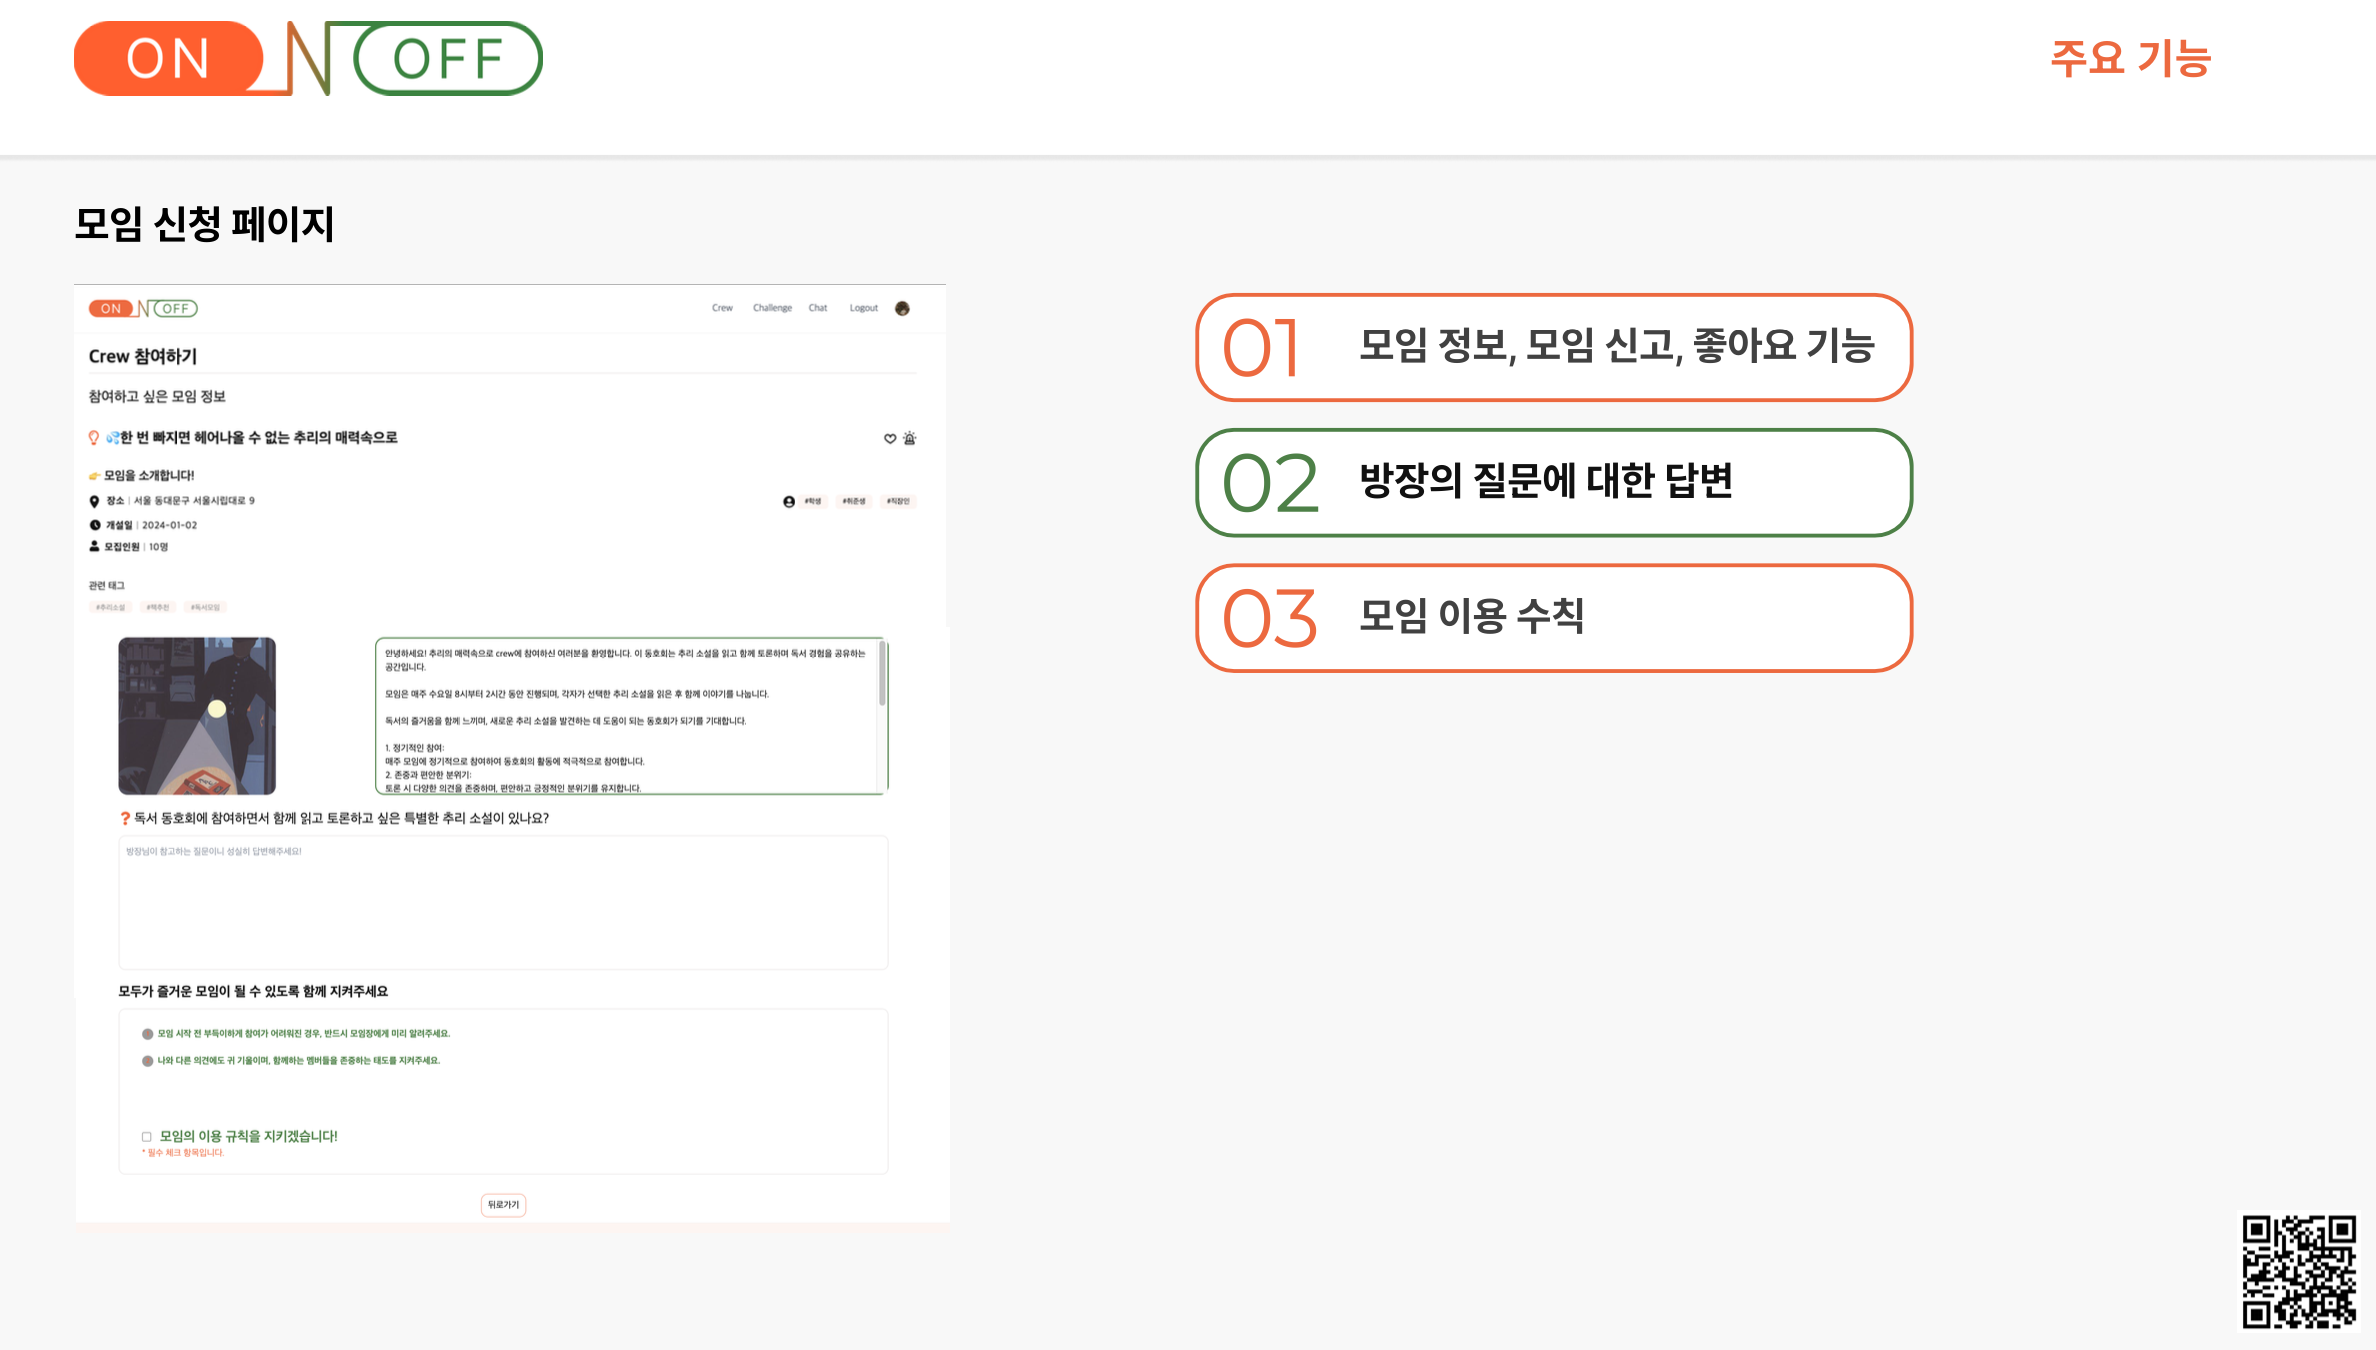 ON N OFF
주요 기능
모임 신청 페이지
ON N OFF
Crew Challenge Chat Logout
Crew 참여하기
참여하고 싶은 모임 정보
💦한 번 빠지면 헤어나올 수 없는 추리의 매력속으로
👉 모임을 소개합니다!
장소 | 서울 동대문구 서울시립대로 9
#학생 #취준생 #직장인
개설일 | 2024-01-02
모집인원 | 10명
관련 태그
#추리소설 #책추천 #독서모임
안녕하세요! 추리의 매력속으로 crew에 참여하신 여러분을 환영합니다. 이 동호회는 추리 소설을 읽고 함께 토론하며 독서 경험을 공유하는
공간입니다.
모임은 매주 수요일 8시부터 2시간 동안 진행되며, 각자가 선택한 추리 소설을 읽은 후 함께 이야기를 나눕니다.
독서의 즐거움을 함께 느끼며, 새로운 추리 소설을 발견하는 데 도움이 되는 동호회가 되기를 기대합니다.
1. 정기적인 참여:
매주 모임에 정기적으로 참여하여 동호회의 활동에 적극적으로 참여합니다.
2. 존중과 편안한 분위기:
토론 시 다양한 의견을 존중하며, 편안하고 긍정적인 분위기를 유지합니다.
❓ 독서 동호회에 참여하면서 함께 읽고 토론하고 싶은 특별한 추리 소설이 있나요?
방장님이 참고하는 질문이니 성실히 답변해주세요!
모두가 즐거운 모임이 될 수 있도록 함께 지켜주세요
모임 시작 전 부득이하게 참여가 어려워진 경우, 반드시 모임장에게 미리 알려주세요.
나와 다른 의견에도 귀 기울이며, 함께하는 멤버들을 존중하는 태도를 지켜주세요.
모임의 이용 규칙을 지키겠습니다!
* 필수 체크 항목입니다.
뒤로가기
01 모임 정보, 모임 신고, 좋아요 기능
02 방장의 질문에 대한 답변
03 모임 이용 수칙